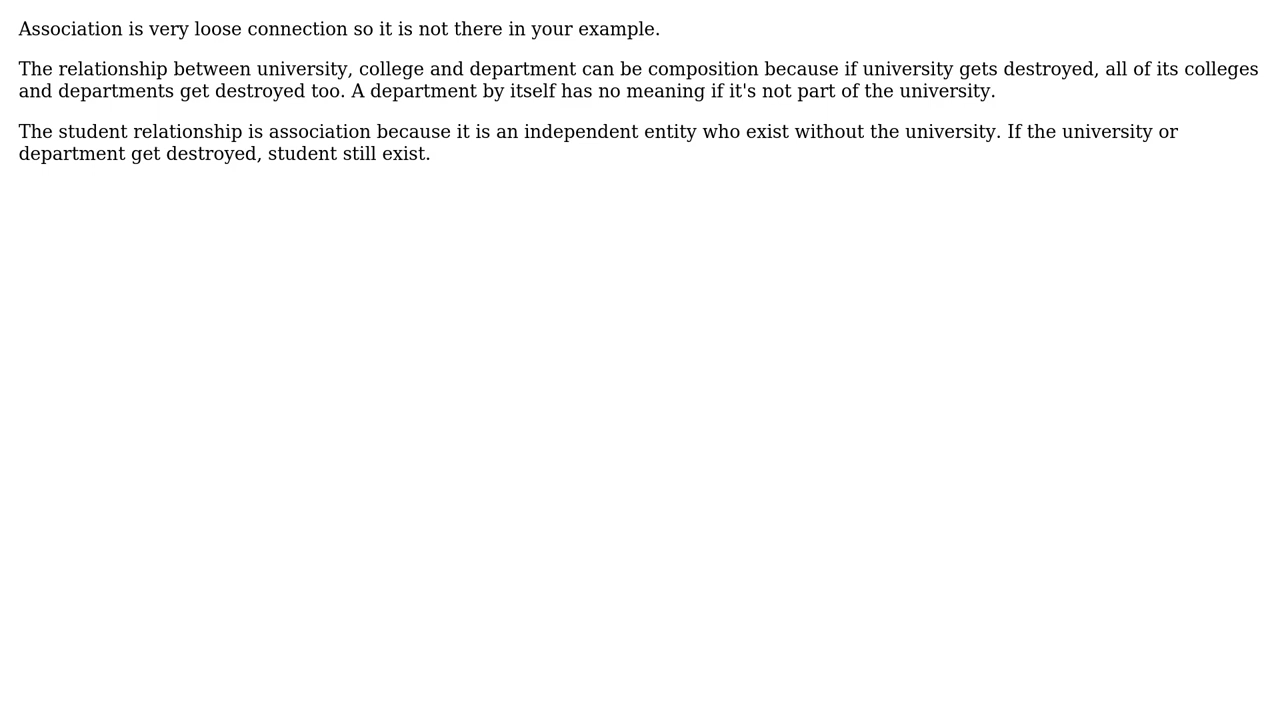 Association is very loose connection so it is not there in your example.
The relationship between university, college and department can be composition because if university gets destroyed, all of its colleges
and departments get destroyed too. A department by itself has no meaning if it's not part of the university.
The student relationship is association because it is an independent entity who exist without the university. If the university or
department get destroyed, student still exist.